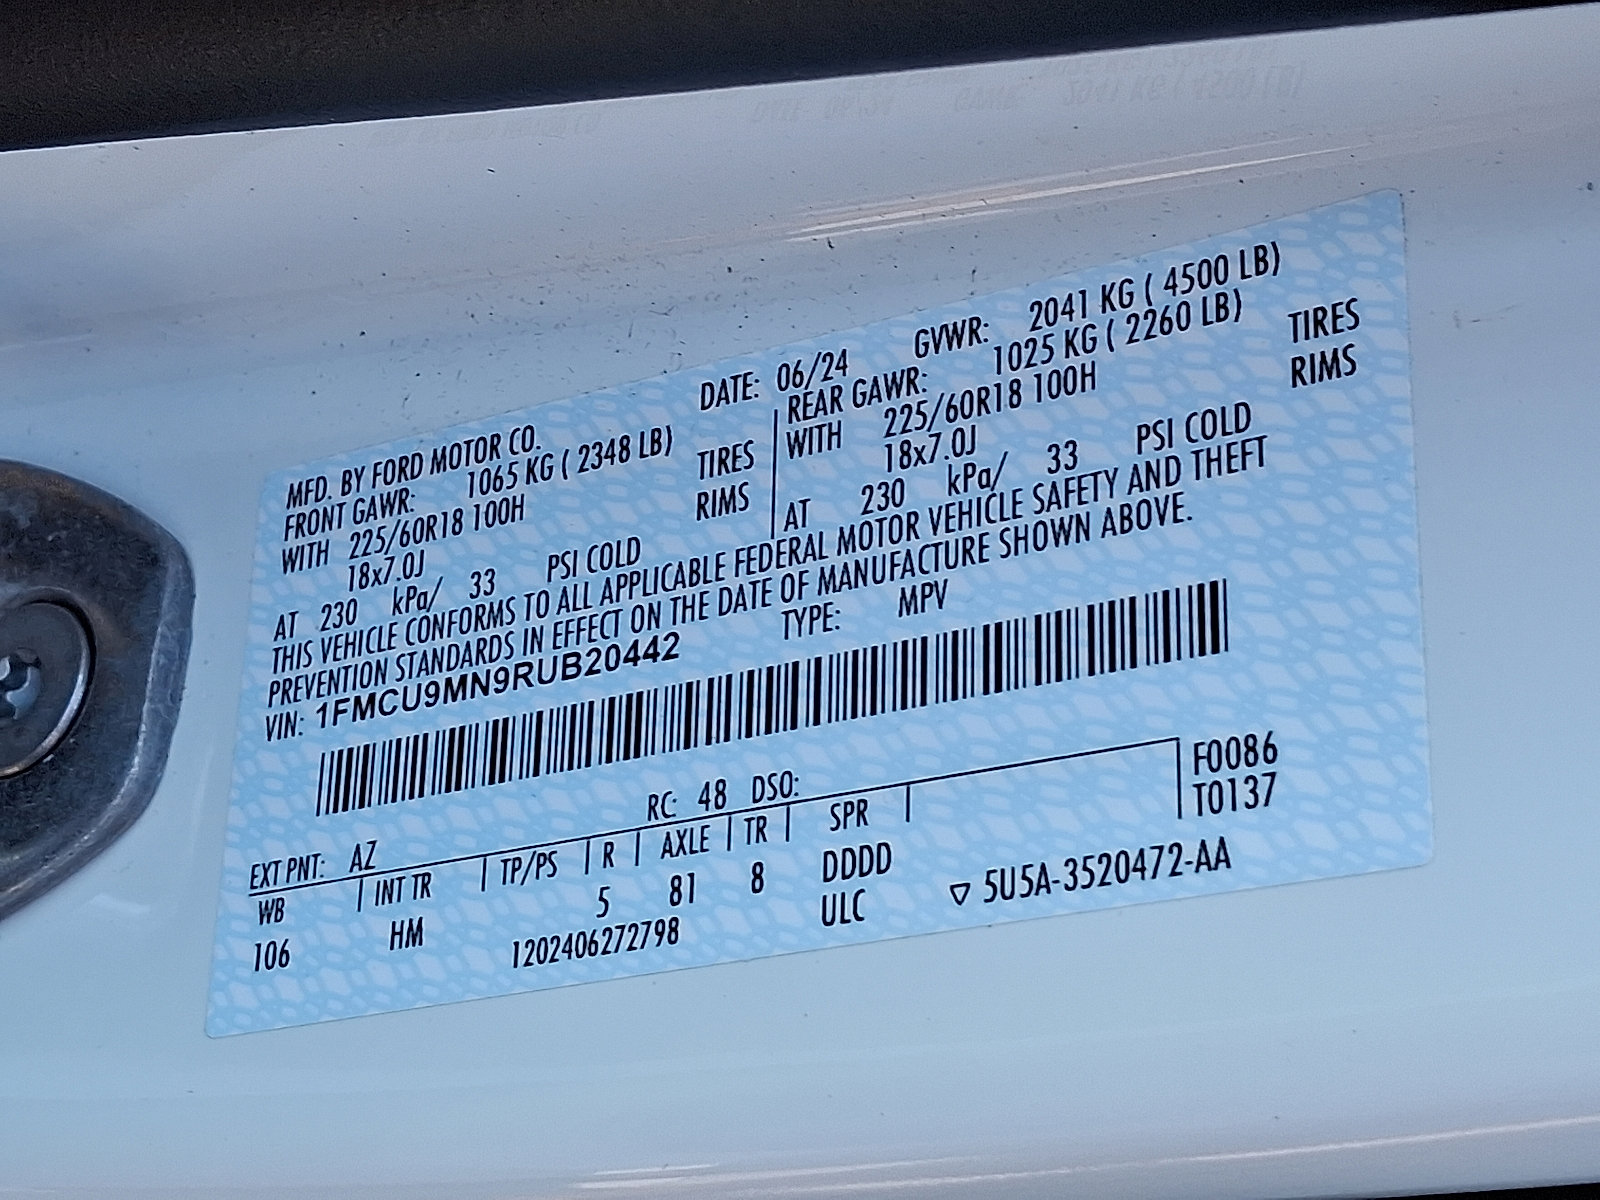 DATE: 06/24 GVWR: 2041 KG ( 4500 LB)
MFD. BY FORD MOTOR CO.
FRONT GAWR: 1065 KG ( 2348 LB)
WITH 225/60R18 100H TIRES
18x7.0J RIMS
AT 230 kPa/ 33 PSI COLD
REAR GAWR: 1025 KG ( 2260 LB)
WITH 225/60R18 100H TIRES
18x7.0J RIMS
AT 230 kPa/ 33 PSI COLD
THIS VEHICLE CONFORMS TO ALL APPLICABLE FEDERAL MOTOR VEHICLE SAFETY AND THEFT
PREVENTION STANDARDS IN EFFECT ON THE DATE OF MANUFACTURE SHOWN ABOVE.
VIN: 1FMCU9MN9RUB20442 TYPE: MPV
F0086
T0137
EXT PNT: AZ RC: 48 DSO:
WB | INT TR | TP/PS | R | AXLE | TR | SPR |
106 HM 5 81 8 DDDD
1202406272798 ULC ▽ 5U5A-3520472-AA